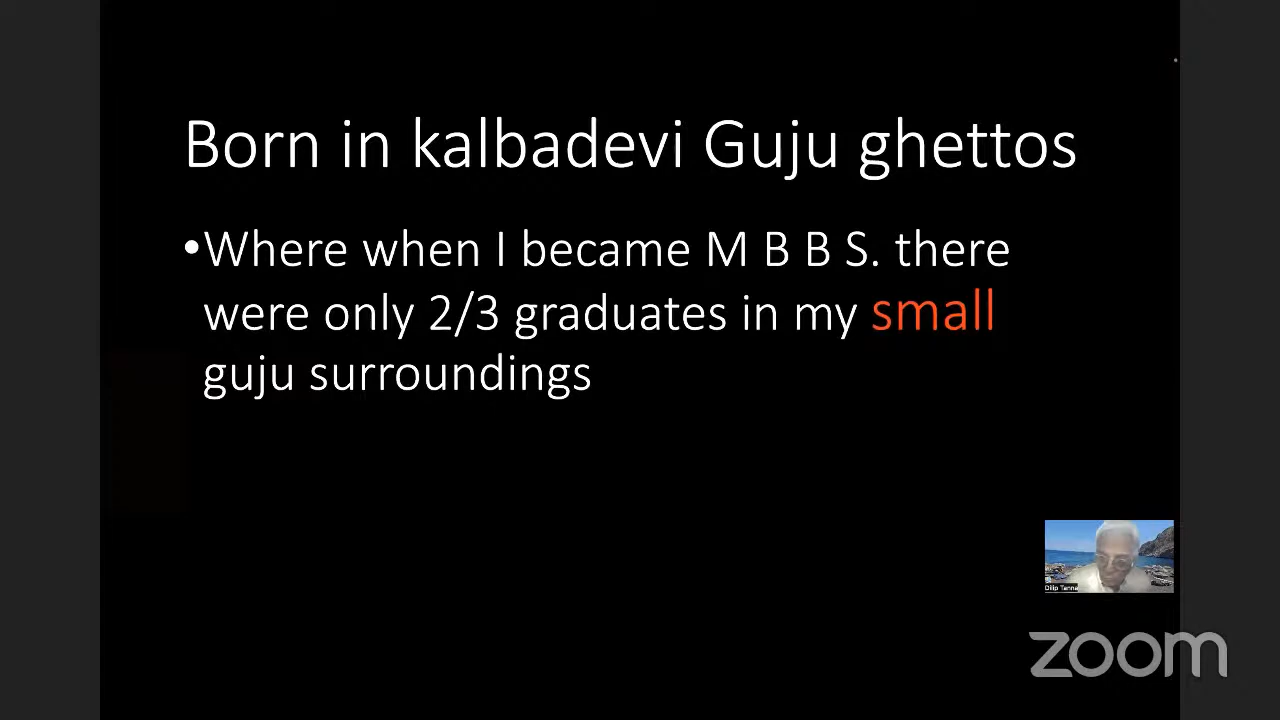 Born in kalbadevi Guju ghettos
•Where when I became M B B S. there
were only 2/3 graduates in my small
guju surroundings
Dilip Tanna
zoom